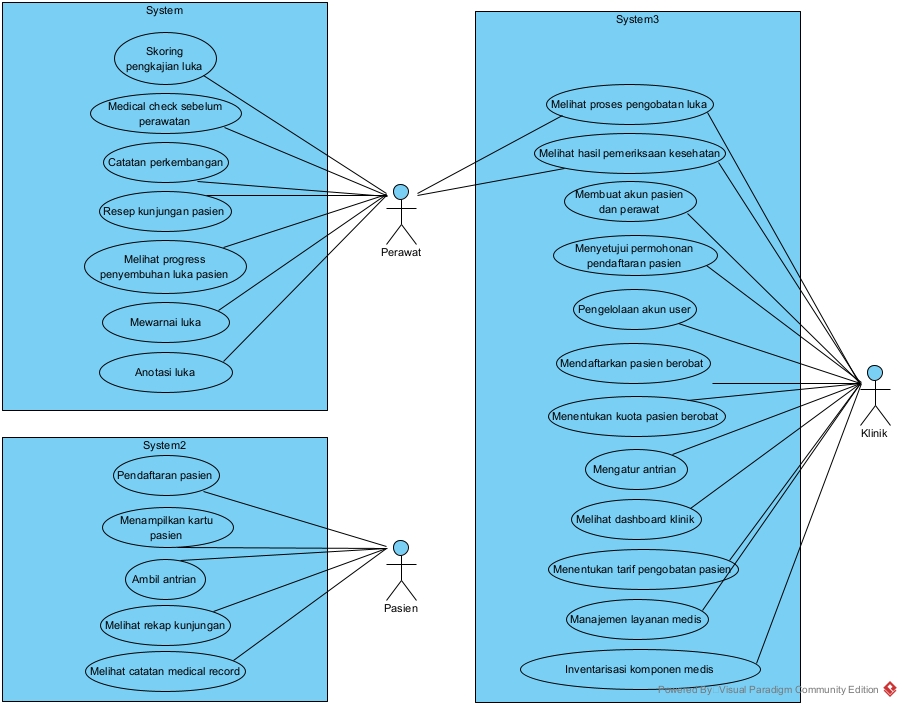 System
Skoring
pengkajian luka
Medical check sebelum
perawatan
Catatan perkembangan
Resep kunjungan pasien
Melihat progress
penyembuhan luka pasien
Mewarnai luka
Anotasi luka
Perawat
System2
Pendaftaran pasien
Menampilkan kartu
pasien
Ambil antrian
Melihat rekap kunjungan
Melihat catatan medical record
Pasien
System3
Melihat proses pengobatan luka
Melihat hasil pemeriksaan kesehatan
Membuat akun pasien
dan perawat
Menyetujui permohonan
pendaftaran pasien
Pengelolaan akun user
Mendaftarkan pasien berobat
Menentukan kuota pasien berobat
Mengatur antrian
Melihat dashboard klinik
Menentukan tarif pengobatan pasien
Manajemen layanan medis
Inventarisasi komponen medis
Klinik
Powered By Visual Paradigm Community Edition